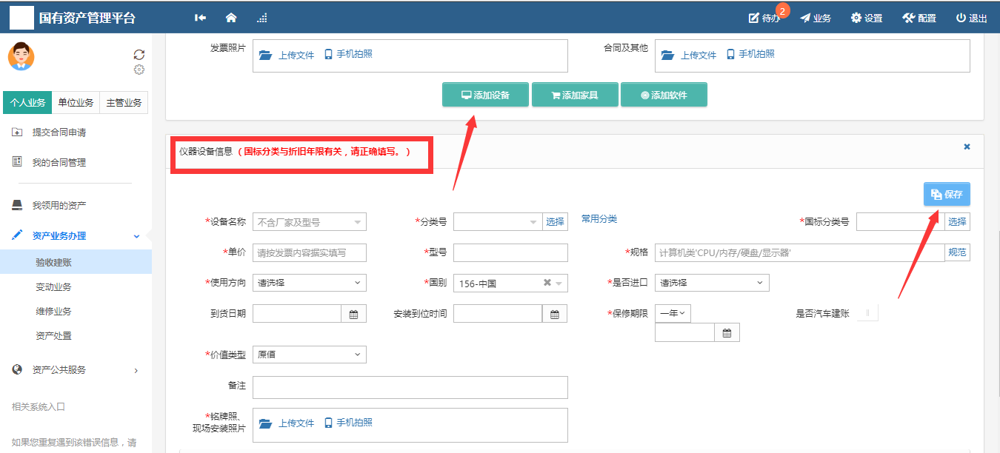 国有资产管理平台
待办 2 业务 设置 配置 退出
个人业务 单位业务 主管业务
提交合同申请
我的合同管理
我领用的资产
资产业务办理
验收建账
变动业务
维修业务
资产处置
资产公共服务
相关系统入口
如果您重复遇到该错误信息，请
发票照片 上传文件 手机拍照 合同及其他 上传文件 手机拍照
添加设备 添加家具 添加软件
仪器设备信息（国标分类与折旧年限有关，请正确填写。）
保存
*设备名称 不含厂家及型号 *分类号 选择 常用分类 *国标分类号 选择
*单价 请按发票内容据实填写 *型号 *规格 计算机类'CPU/内存/硬盘/显示器' 规范
*使用方向 请选择 *国别 156-中国 *是否进口 请选择
到货日期 安装到位时间 *保修期限 一年 是否汽车建账
*价值类型 原值
备注
*铭牌照、
现场安装照片 上传文件 手机拍照